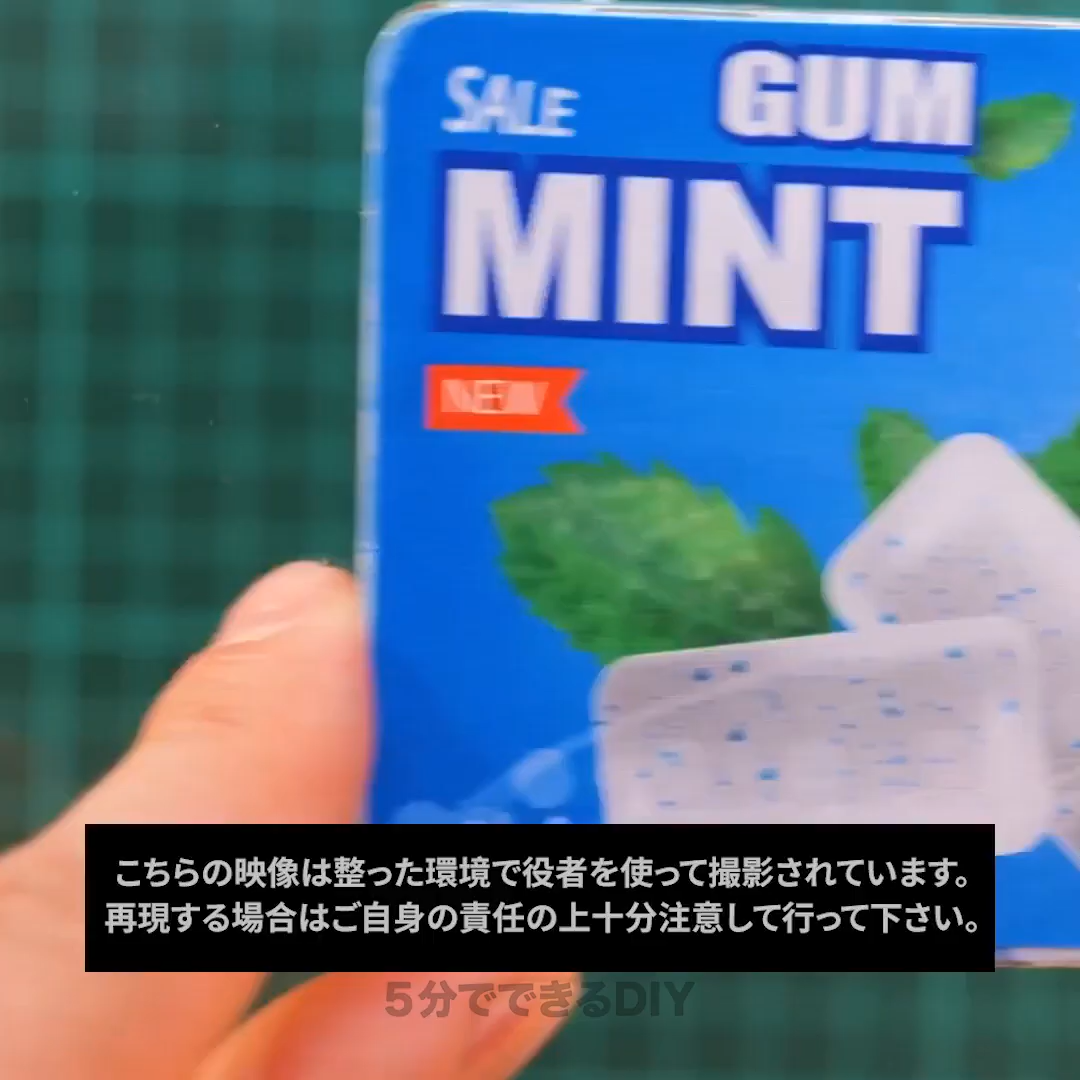 SALE
GUM
MINT
NEW
こちらの映像は整った環境で役者を使って撮影されています。
再現する場合はご自身の責任の上十分注意して行って下さい。
5分でできるDIY